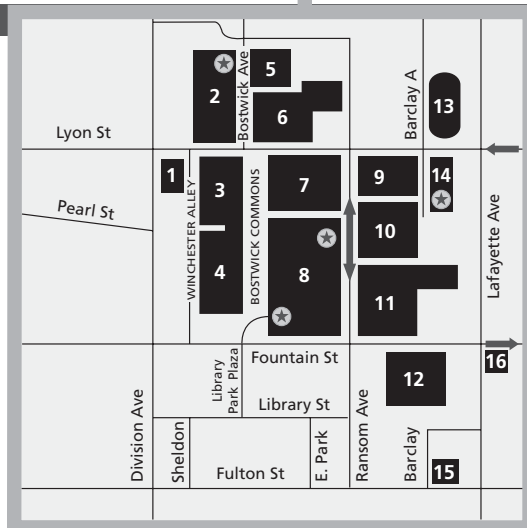 2
5
Bostwick Ave
6
Barclay A
13
Lyon St
1
WINCHESTER ALLEY
3
BOSTWICK COMMONS
7
9
14
Pearl St
4
8
10
11
Lafayette Ave
Library
Park Plaza
Fountain St
16
12
Division Ave
Sheldon
Library St
E. Park
Ransom Ave
Barclay
Fulton St
15